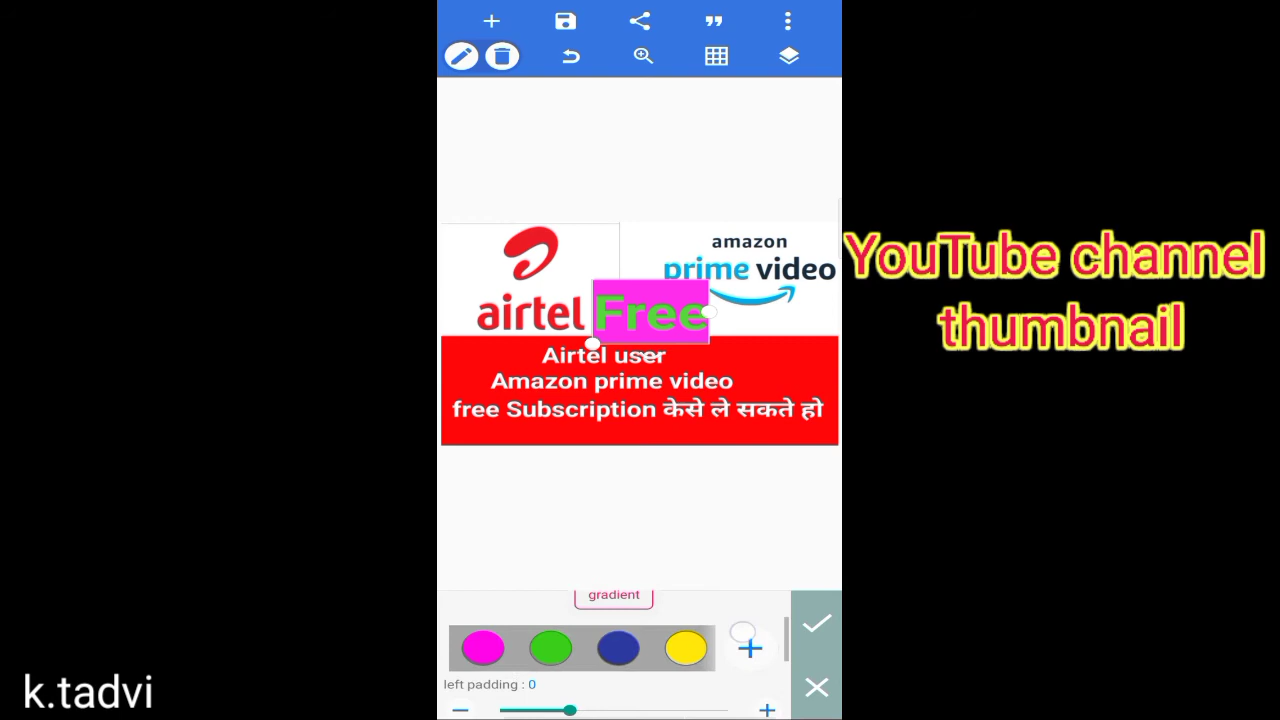 amazon
prime video
airtel
Free
Airtel user
Amazon prime video
free Subscription केसे ले सकते हो
YouTube channel
thumbnail
gradient
left padding : 0
k.tadvi